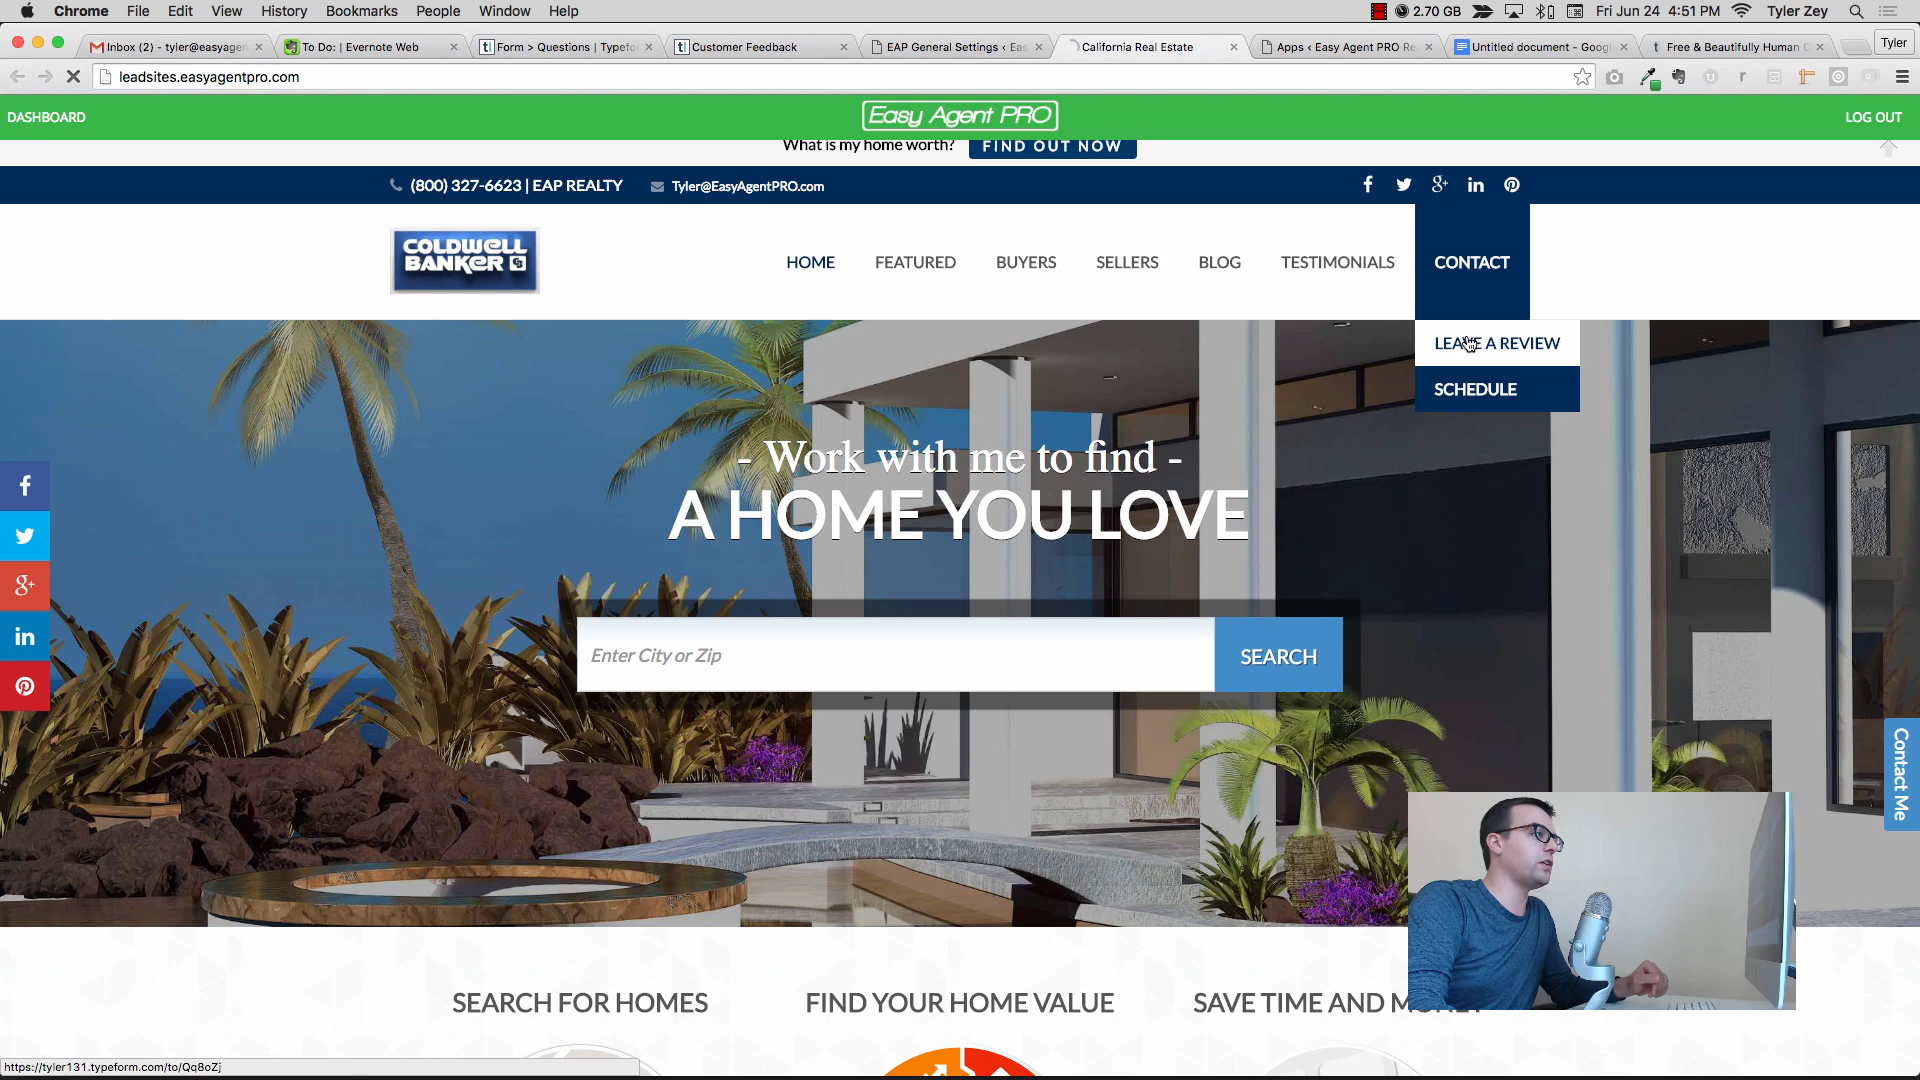 Chrome File Edit View History Bookmarks People Window Help 2.70 GB Fri Jun 24 4:51 PM Tyler Zey
Inbox (2) - tyler@easyagen To Do: | Evernote Web Form > Questions | Typefo Customer Feedback EAP General Settings ‹ Eas California Real Estate Apps ‹ Easy Agent PRO Re Untitled document - Goog Free & Beautifully Human Tyler
leadsites.easyagentpro.com
DASHBOARD Easy Agent PRO LOG OUT
What is my home worth? FIND OUT NOW
(800) 327-6623 | EAP REALTY Tyler@EasyAgentPRO.com
COLDWELL
BANKER
HOME FEATURED BUYERS SELLERS BLOG TESTIMONIALS CONTACT
LEAVE A REVIEW
SCHEDULE
- Work with me to find -
A HOME YOU LOVE
Enter City or Zip SEARCH
Contact Me
SEARCH FOR HOMES FIND YOUR HOME VALUE SAVE TIME AND MONEY
https://tyler131.typeform.com/to/Qq8oZj